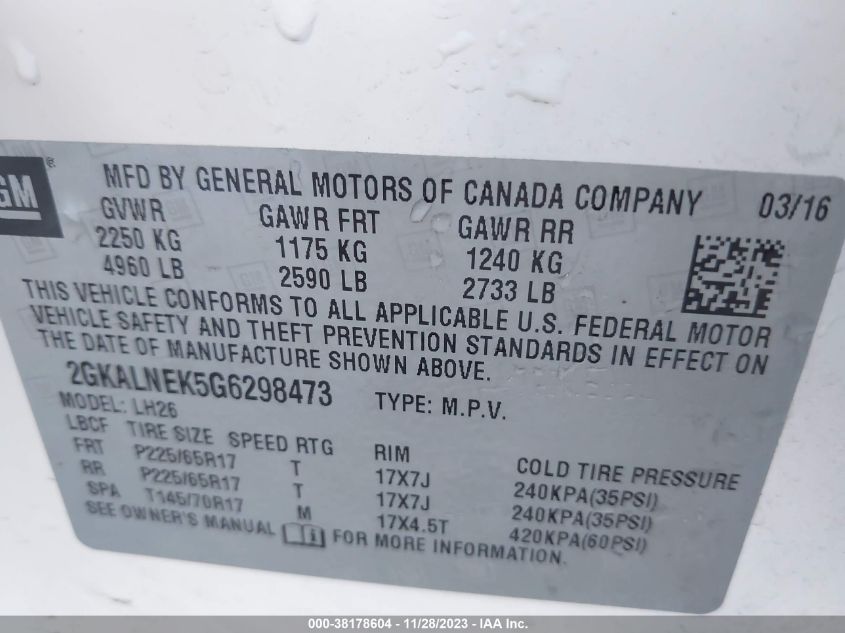 GM®
MFD BY GENERAL MOTORS OF CANADA COMPANY 03/16
GVWR GAWR FRT GAWR RR
2250 KG 1175 KG 1240 KG
4960 LB 2590 LB 2733 LB
THIS VEHICLE CONFORMS TO ALL APPLICABLE U.S. FEDERAL MOTOR
VEHICLE SAFETY AND THEFT PREVENTION STANDARDS IN EFFECT ON
THE DATE OF MANUFACTURE SHOWN ABOVE.
2GKALNEK5G6298473 TYPE: M.P.V.
MODEL: LH26
LBCF TIRE SIZE SPEED RTG RIM COLD TIRE PRESSURE
FRT P225/65R17 T 17X7J 240KPA(35PSI)
RR P225/65R17 T 17X7J 240KPA(35PSI)
SPA T145/70R17 M 17X4.5T 420KPA(60PSI)
SEE OWNER'S MANUAL i FOR MORE INFORMATION.
000-38178604 - 11/28/2023 - IAA Inc.